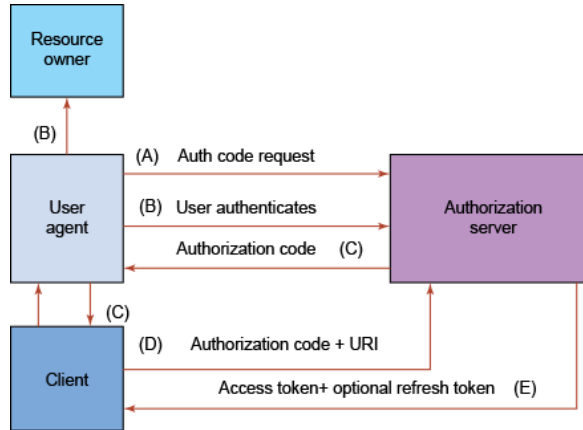 Resource
owner
(B)
(A) Auth code request
User
agent
(B) User authenticates
Authorization
server
Authorization code (C)
(C)
(D) Authorization code + URI
Client
Access token+ optional refresh token (E)